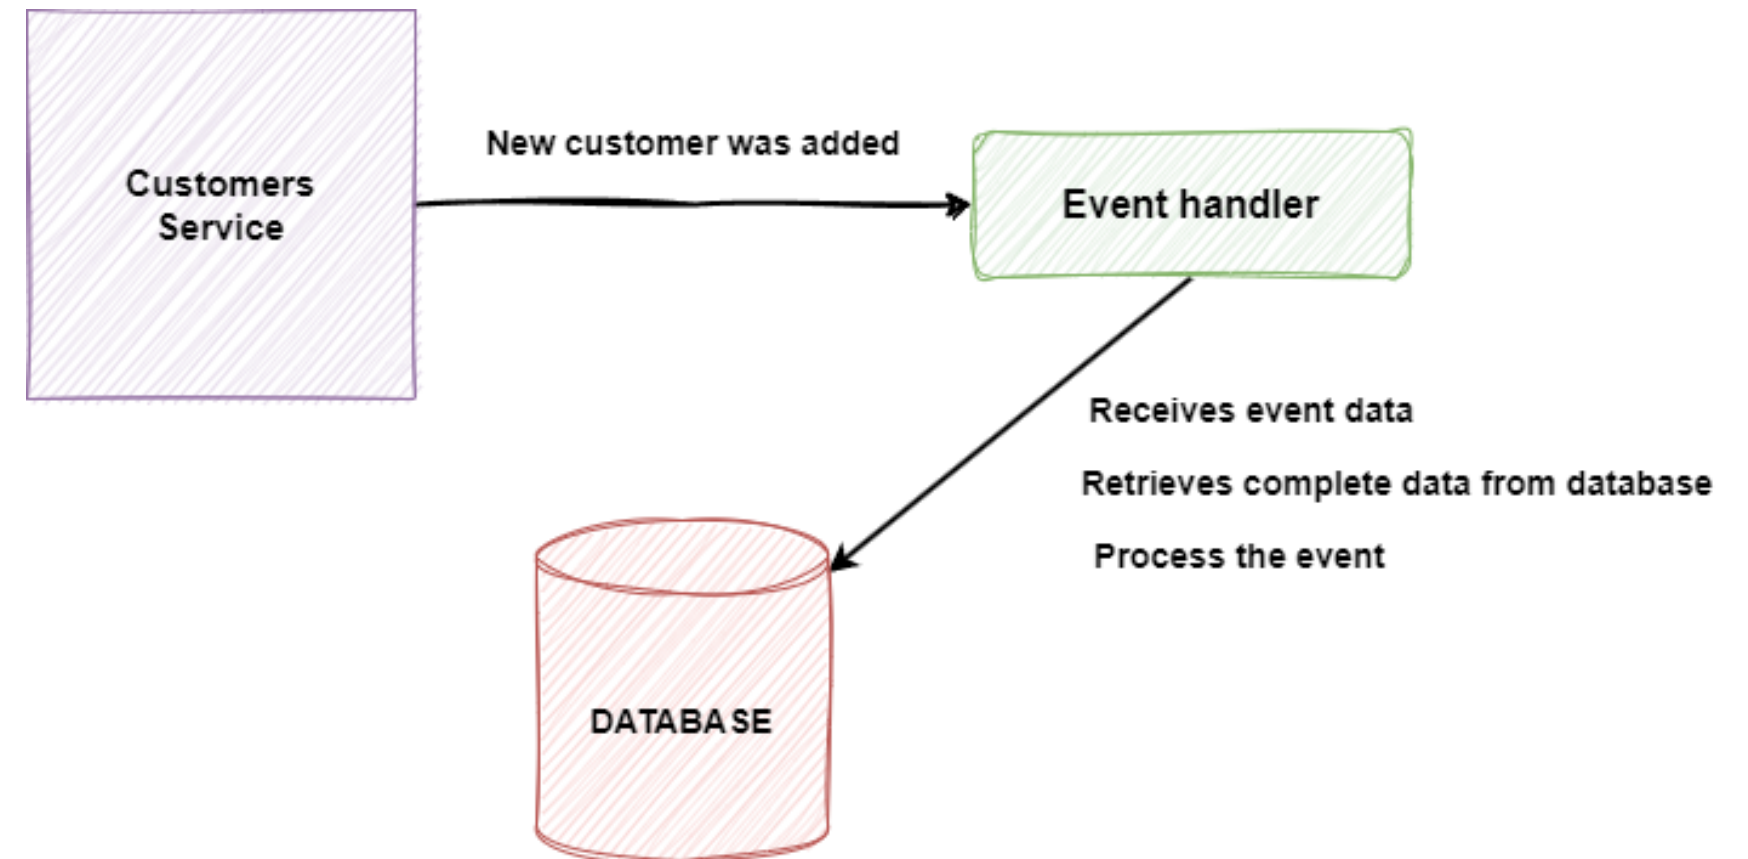 Customers
Service
New customer was added
Event handler
Receives event data
Retrieves complete data from database
Process the event
DATABASE